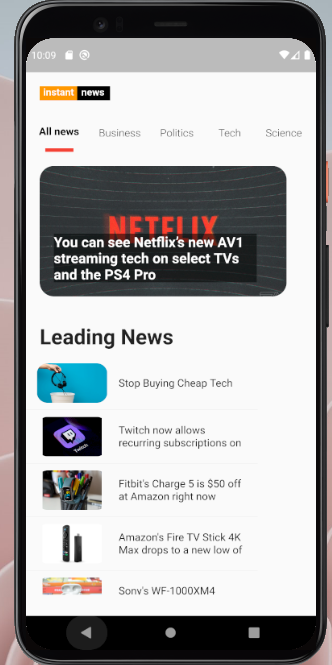 10:09
instant news
All news Business Politics Tech Science
NETFLIX
You can see Netflix's new AV1
streaming tech on select TVs
and the PS4 Pro
Leading News
Stop Buying Cheap Tech
Twitch now allows
recurring subscriptions on
Twitch
Fitbit's Charge 5 is $50 off
at Amazon right now
Amazon's Fire TV Stick 4K
Max drops to a new low of
Sony's WF-1000XM4